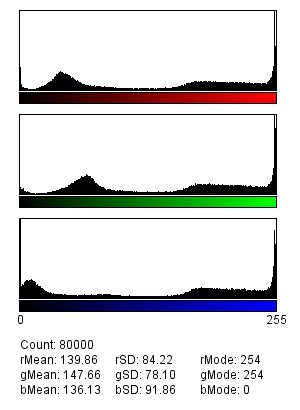 0 255
Count: 80000
rMean: 139.86 rSD: 84.22 rMode: 254
gMean: 147.66 gSD: 78.10 gMode: 254
bMean: 136.13 bSD: 91.86 bMode: 0